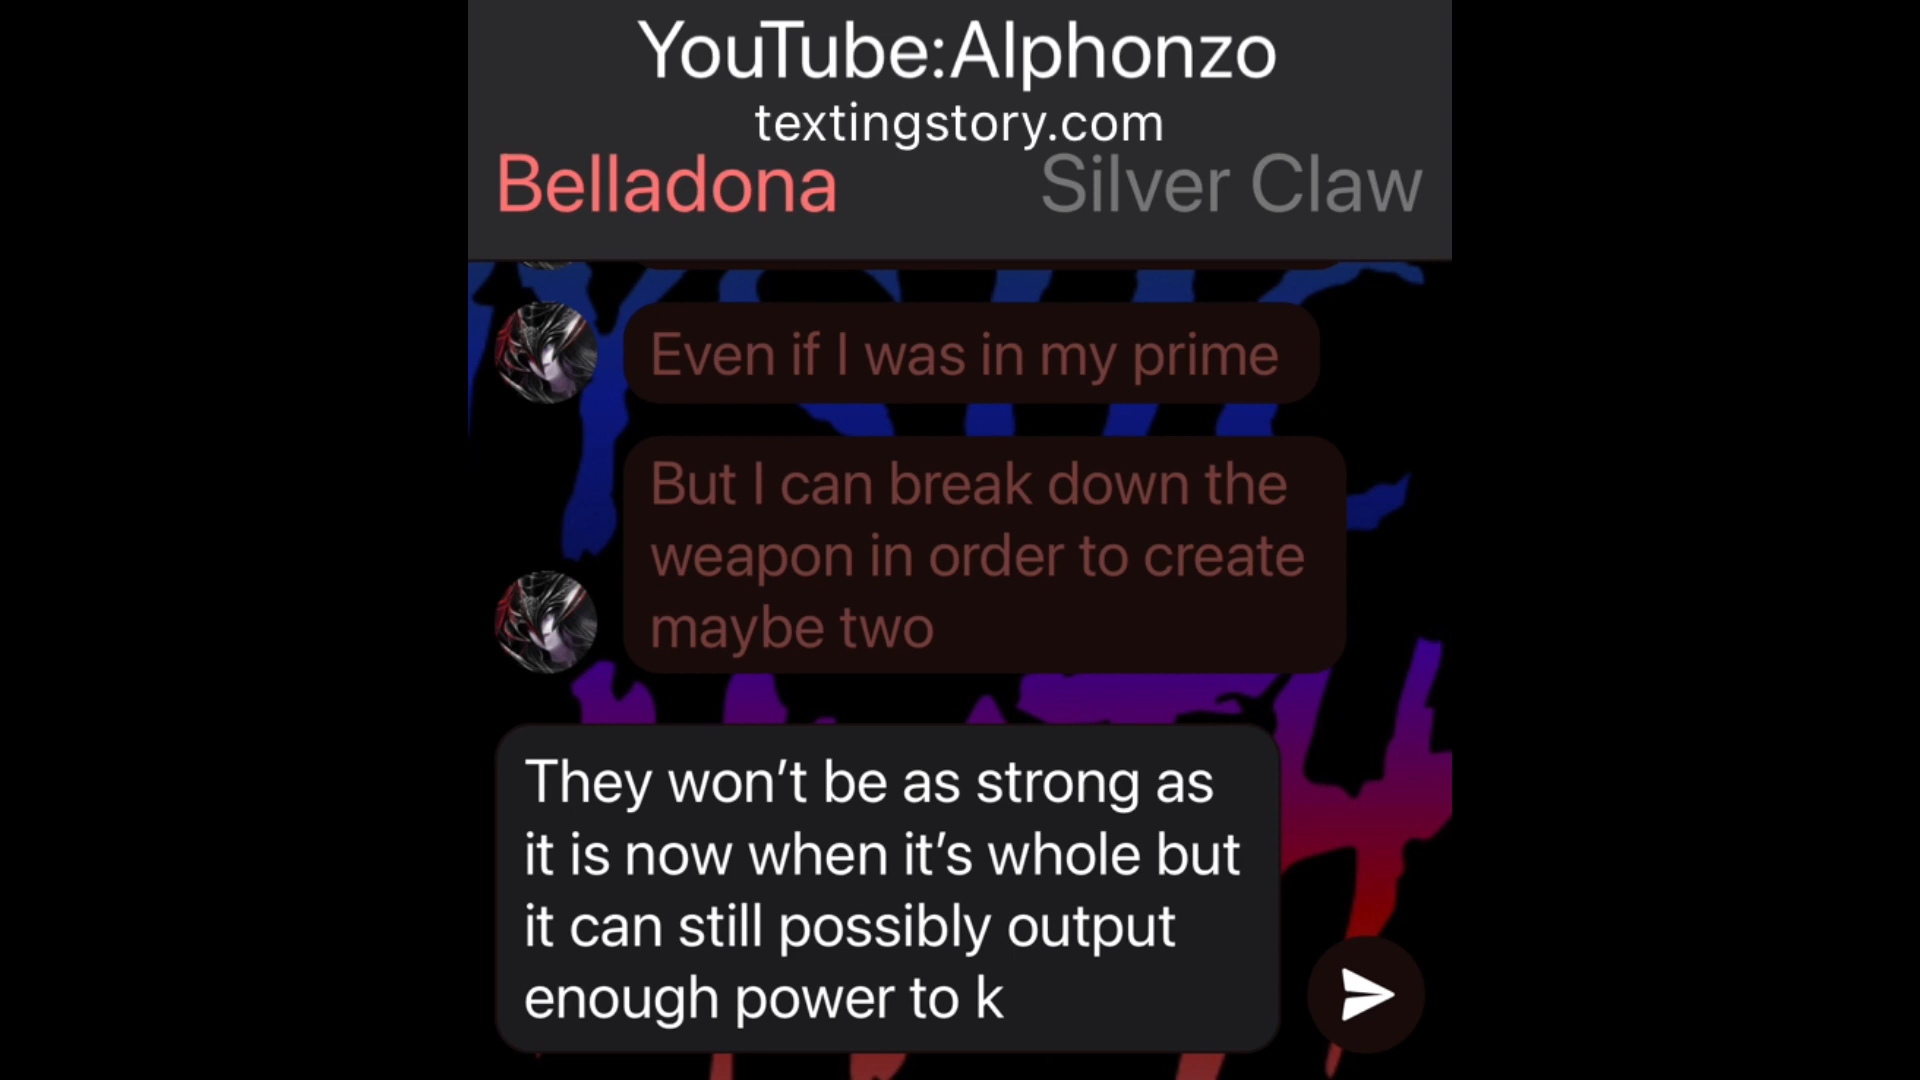 YouTube:Alphonzo
textingstory.com
Belladona
Silver Claw
Even if I was in my prime
But I can break down the
weapon in order to create
maybe two
They won’t be as strong as
it is now when it’s whole but
it can still possibly output
enough power to k